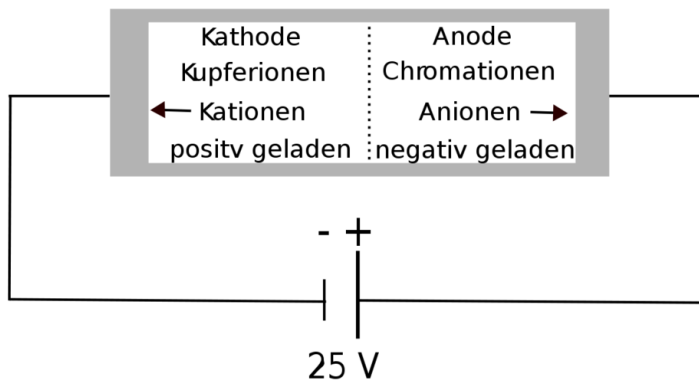 Kathode Anode
Kupferionen Chromationen
Kationen Anionen
positv geladen negativ geladen
- +
25 V